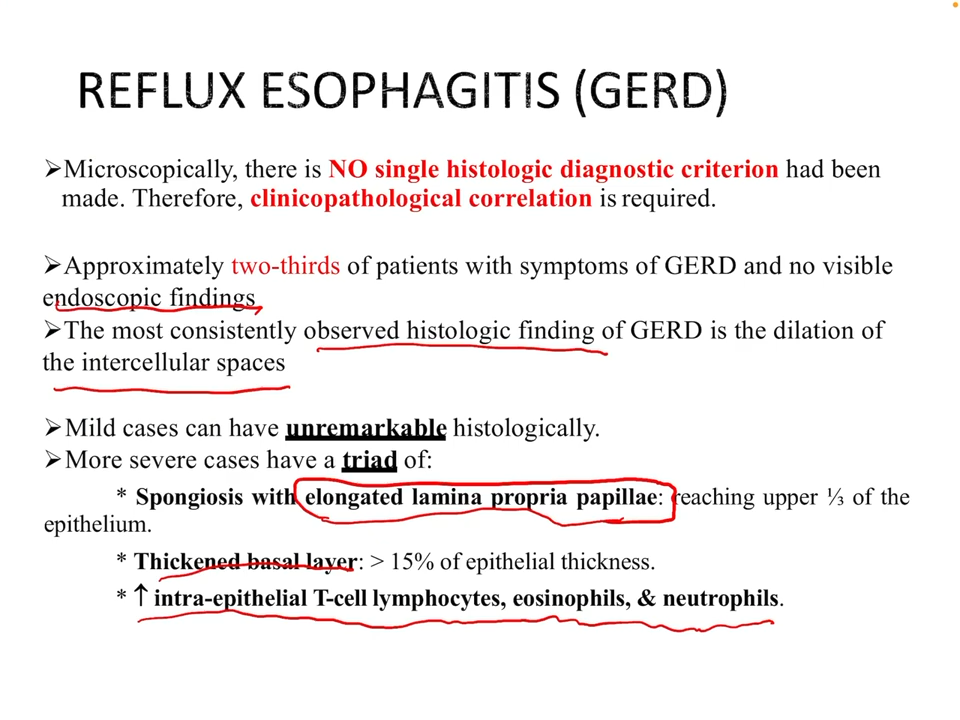 REFLUX ESOPHAGITIS (GERD)
➢Microscopically, there is NO single histologic diagnostic criterion had been
made. Therefore, clinicopathological correlation is required.
➢Approximately two-thirds of patients with symptoms of GERD and no visible
endoscopic findings
➢The most consistently observed histologic finding of GERD is the dilation of
the intercellular spaces
➢Mild cases can have unremarkable histologically.
➢More severe cases have a triad of:
* Spongiosis with elongated lamina propria papillae: reaching upper ⅓ of the
epithelium.
* Thickened basal layer: > 15% of epithelial thickness.
* ↑ intra-epithelial T-cell lymphocytes, eosinophils, & neutrophils.